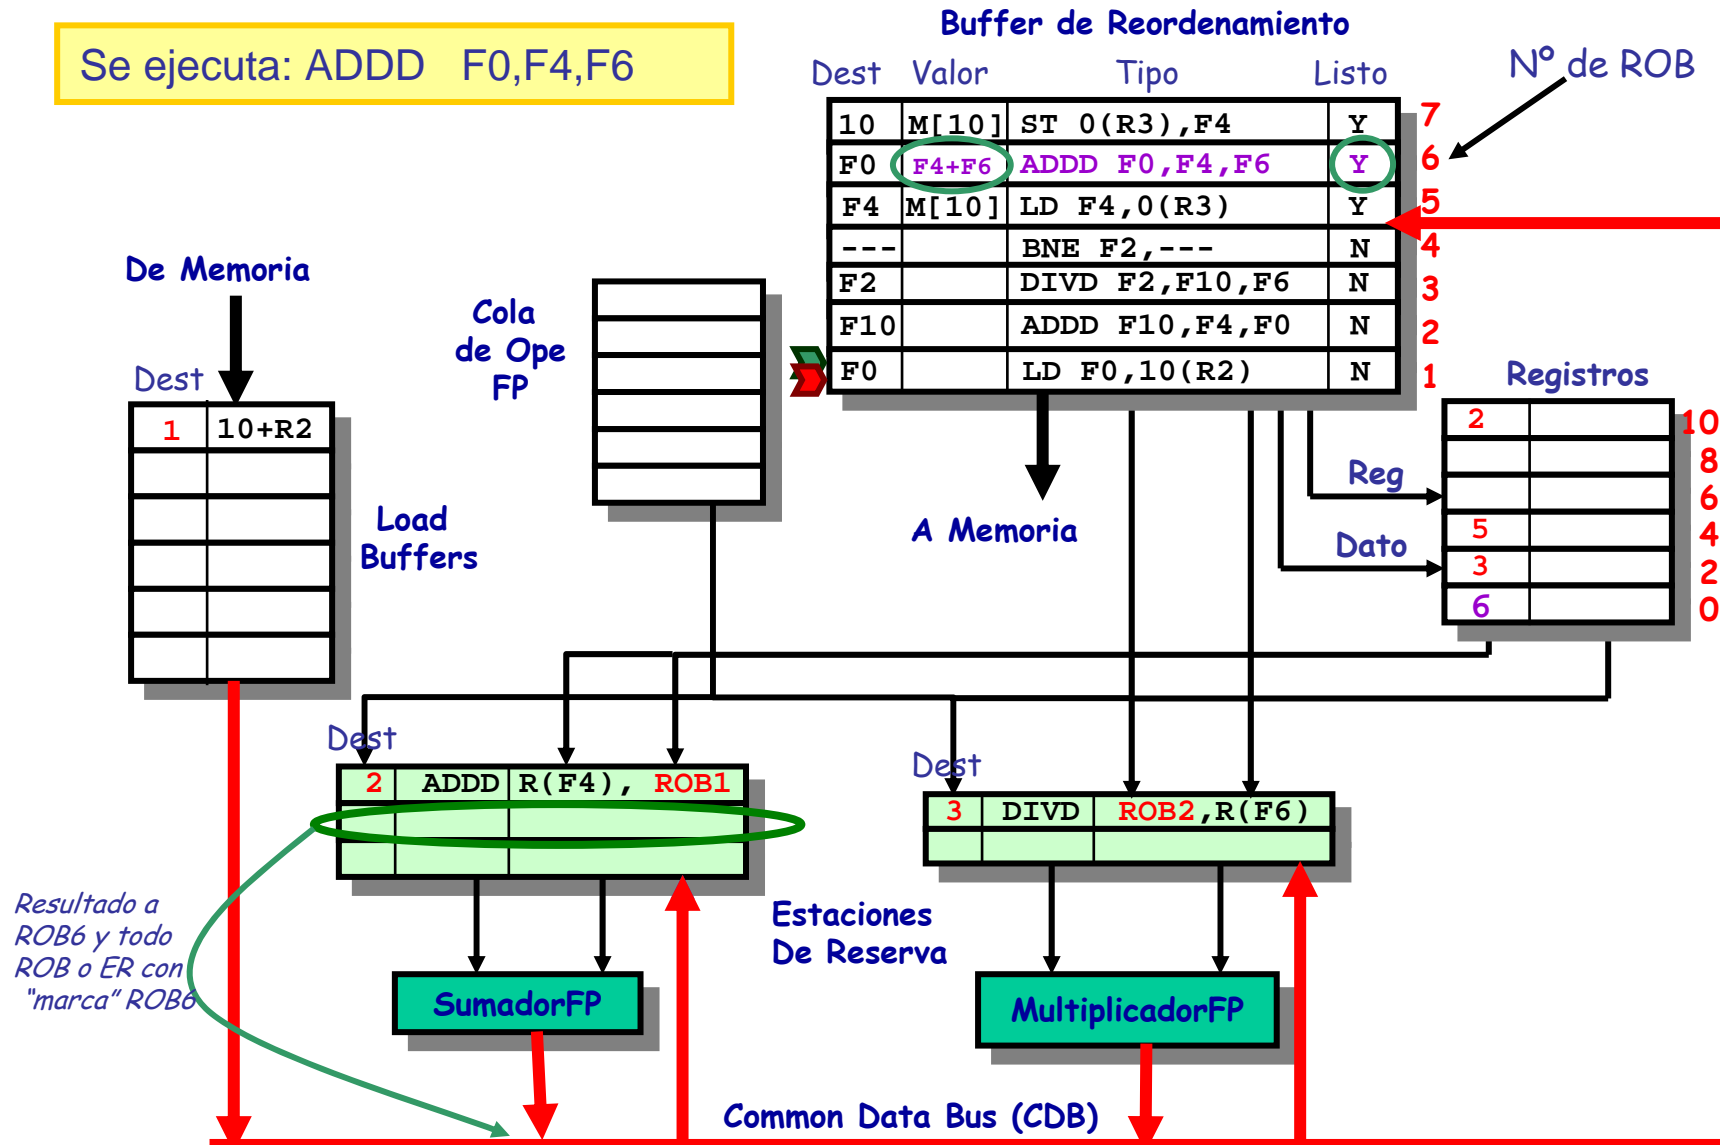 Buffer de Reordenamiento
Se ejecuta: ADDD F0,F4,F6
Dest Valor Tipo Listo
Nº de ROB
10 M[10] ST 0(R3),F4 Y 7
F0 F4+F6 ADDD F0,F4,F6 Y 6
F4 M[10] LD F4,0(R3) Y 5
--- BNE F2,--- N 4
F2 DIVD F2,F10,F6 N 3
F10 ADDD F10,F4,F0 N 2
F0 LD F0,10(R2) N 1
De Memoria
Cola
de Ope
FP
Dest
1 10+R2
Load
Buffers
A Memoria
Registros
Reg
Dato
2 10
8
6
5 4
3 2
6 0
Dest
2 ADDD R(F4), ROB1
Dest
3 DIVD ROB2,R(F6)
Resultado a
ROB6 y todo
ROB o ER con
"marca" ROB6
Estaciones
De Reserva
SumadorFP
MultiplicadorFP
Common Data Bus (CDB)